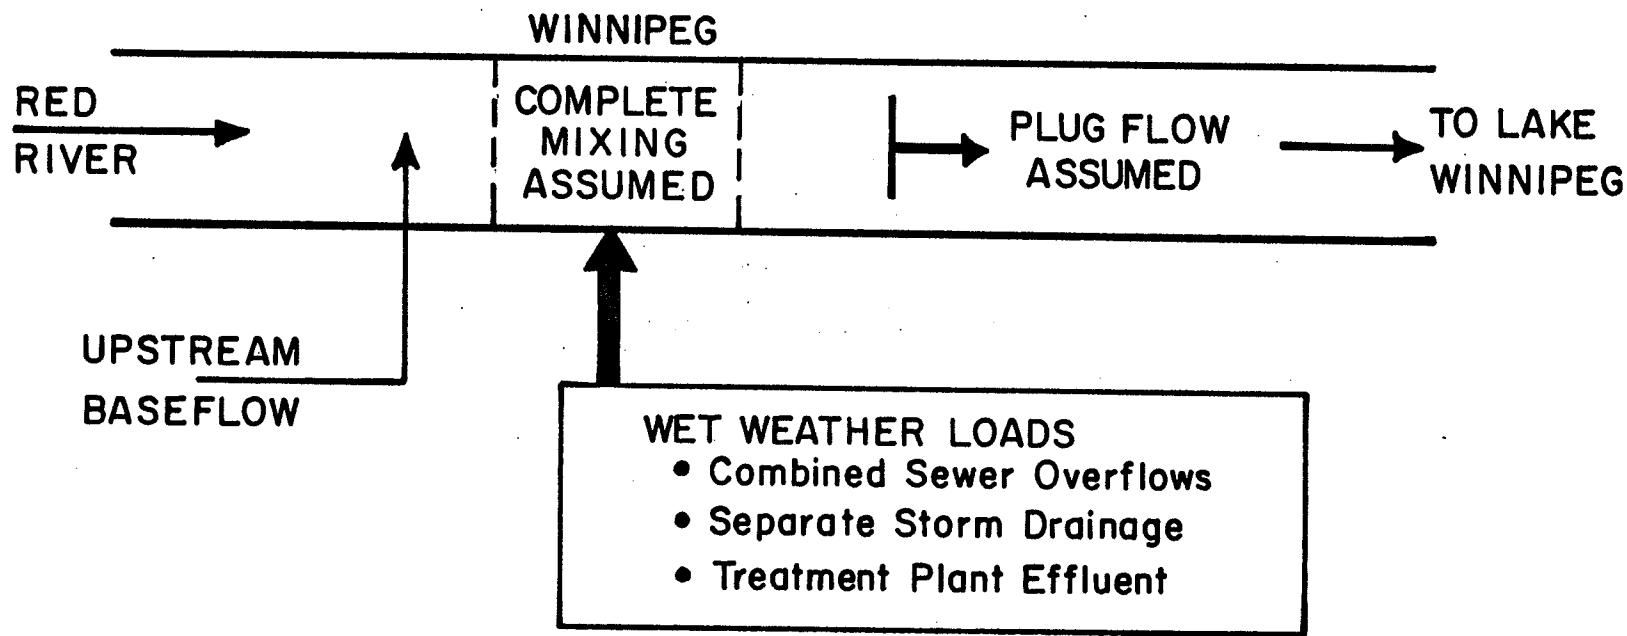 WINNIPEG
RED
RIVER
COMPLETE
MIXING
ASSUMED
PLUG FLOW
ASSUMED
TO LAKE
WINNIPEG
UPSTREAM
BASEFLOW
WET WEATHER LOADS
• Combined Sewer Overflows
• Separate Storm Drainage
• Treatment Plant Effluent